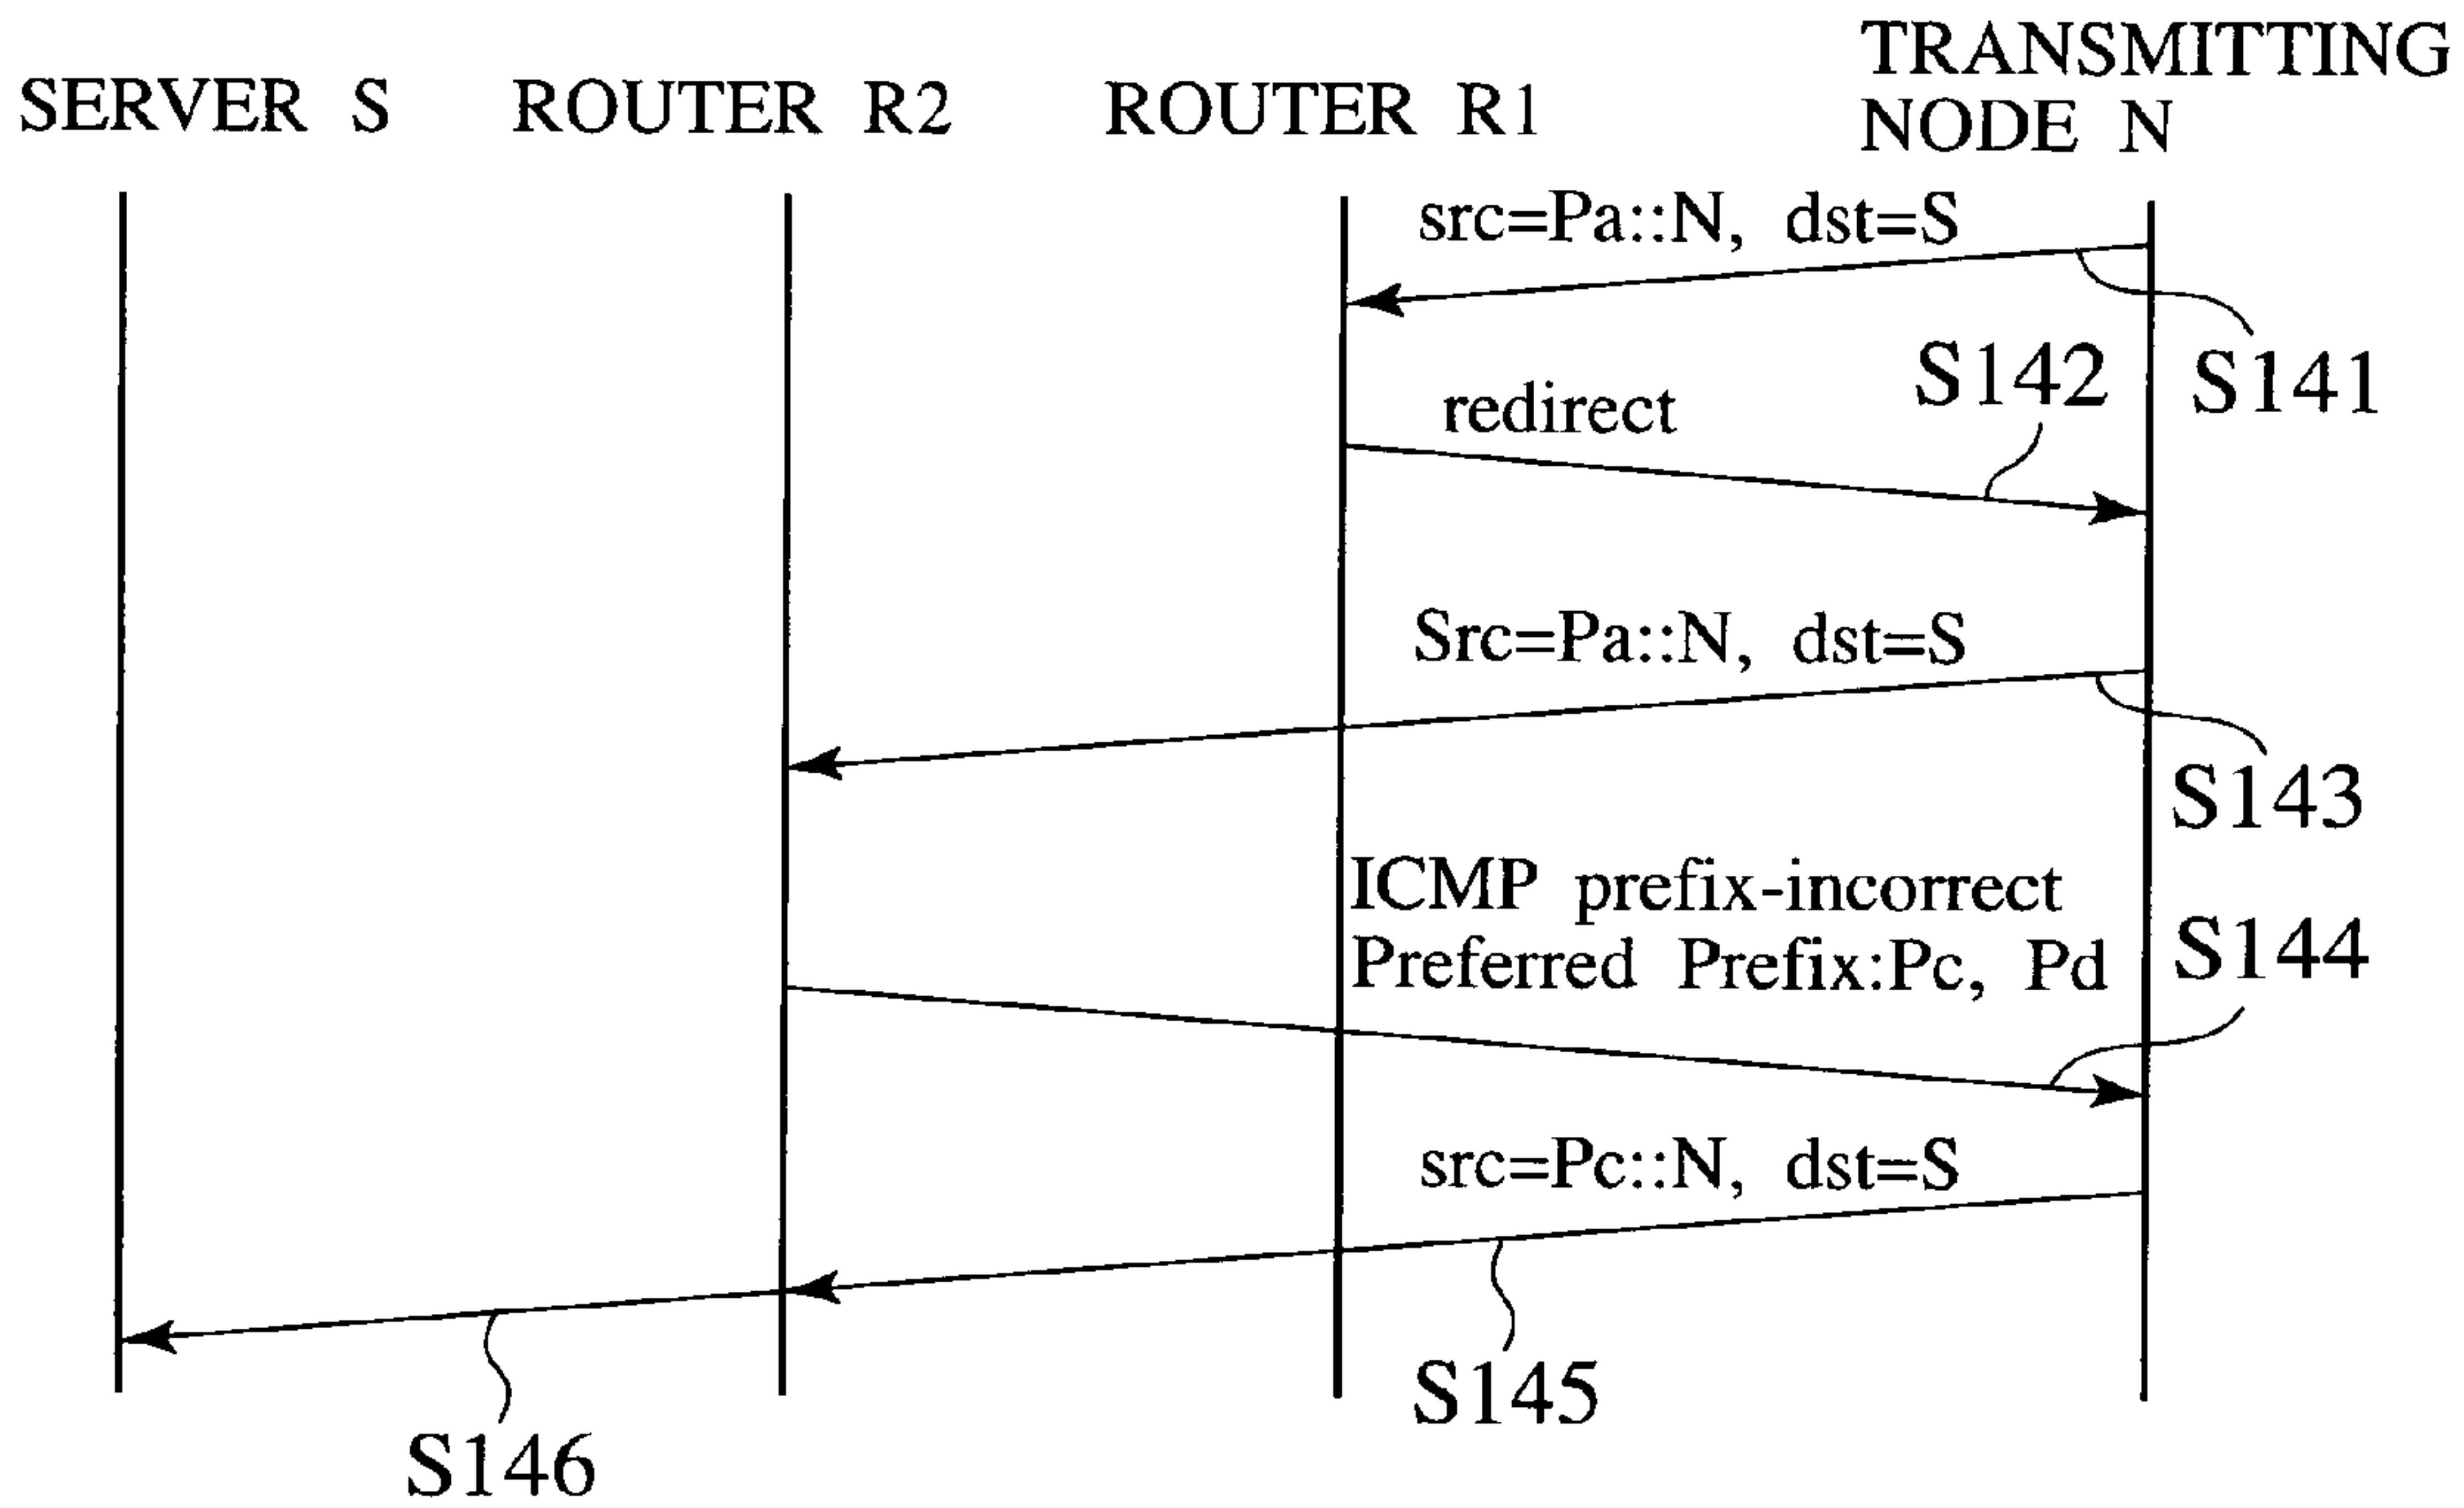 SERVER S
ROUTER R2
ROUTER R1
TRANSMITTING
NODE N
src=Pa::N, dst=S
S141
S142
redirect
Src=Pa::N, dst=S
S143
ICMP prefix-incorrect
Preferred Prefix:Pc, Pd
S144
src=Pc::N, dst=S
S145
S146